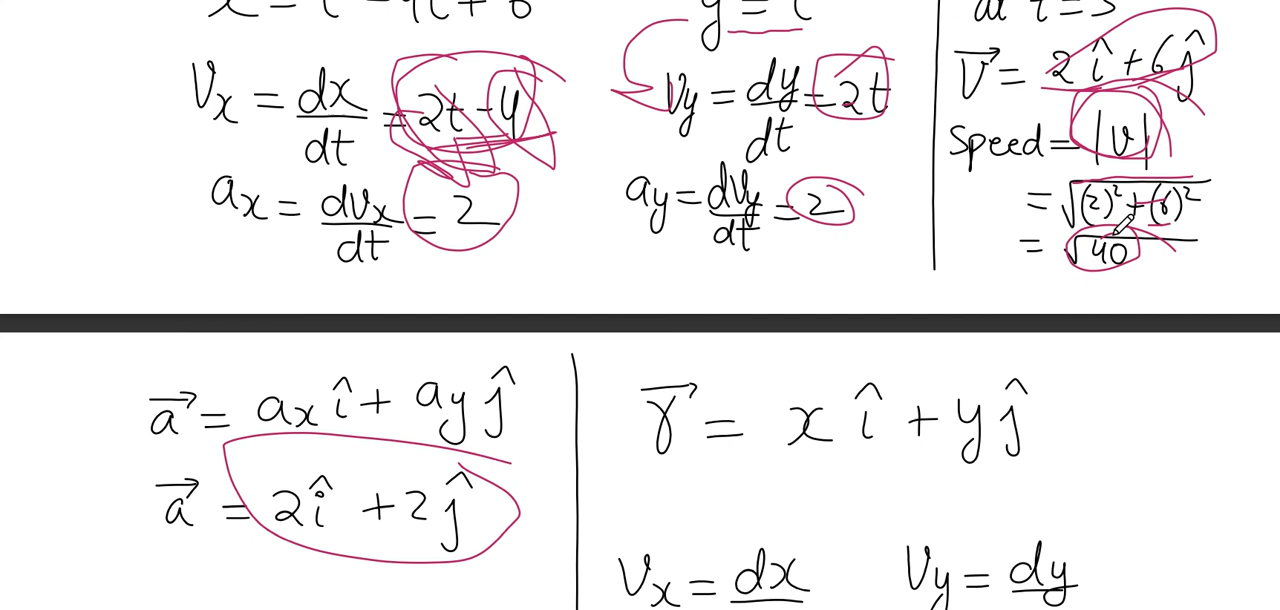 Vx = dx/dt = 2t - 4
ax = dvx/dt = 2
Vy = dy/dt = 2t
ay = dvy/dt = 2
at t = 3
V⃗ = 2î + 6ĵ
Speed = |v|
= √(2)² + (6)²
= √40
a⃗ = ax î + ay ĵ
a⃗ = 2î + 2ĵ
r⃗ = x î + y ĵ
Vx = dx
Vy = dy